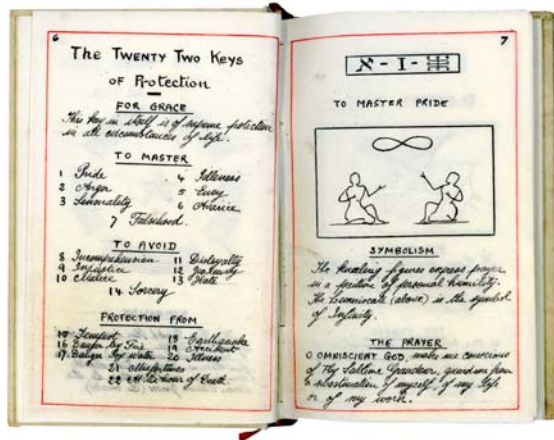 6
The TWENTY TWO KEYS
OF Protection
FOR GRACE
This key in itself is of supreme protection
in all circumstances of life.
TO MASTER
1 Pride 4 Idleness
2 Anger 5 Envy
3 Sensuality 6 Avarice
7 Falsehood.
TO AVOID
8 Incomprehension 11 Disloyalty
9 Injustice 12 Jealousy
10 Malice 13 Hate
14 Sorcery
PROTECTION FROM
15 Tempest 18 Earthquake
16 Danger by Fire 19 Accident
17 Danger by water 20 Illness
21 Misfortunes
22 At the hour of Death.
7
א - I -
TO MASTER PRIDE
SYMBOLISM
The kneeling figures express prayer
in a position of personal humility.
The Lemniscate (above) is the symbol
of Infinity.
THE PRAYER
O OMNISCIENT GOD, make me conscious
of Thy Sublime Grandeur, guard me from
o of myself, of my life
or of my work.